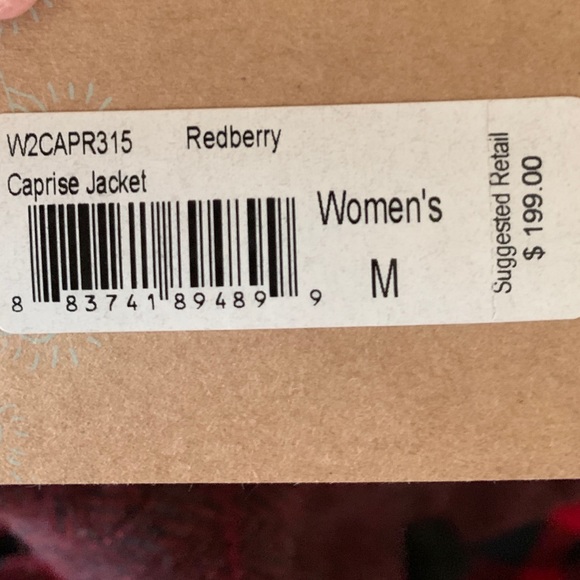 W2CAPR315 Redberry
Caprise Jacket
Women's
M
8 83741 89489 9
Suggested Retail
$ 199.00